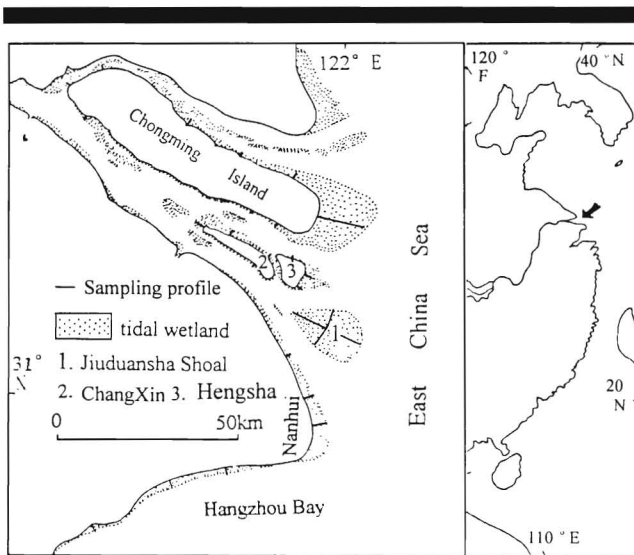 122° E
Chongming
Island
2
3
— Sampling profile
tidal wetland
1
31°
N
1. Jiuduansha Shoal
2. ChangXin 3. Hengsha
0 50km
Nanhui
Hangzhou Bay
East China Sea
120°
F
40 °N
20
N
110 ° E